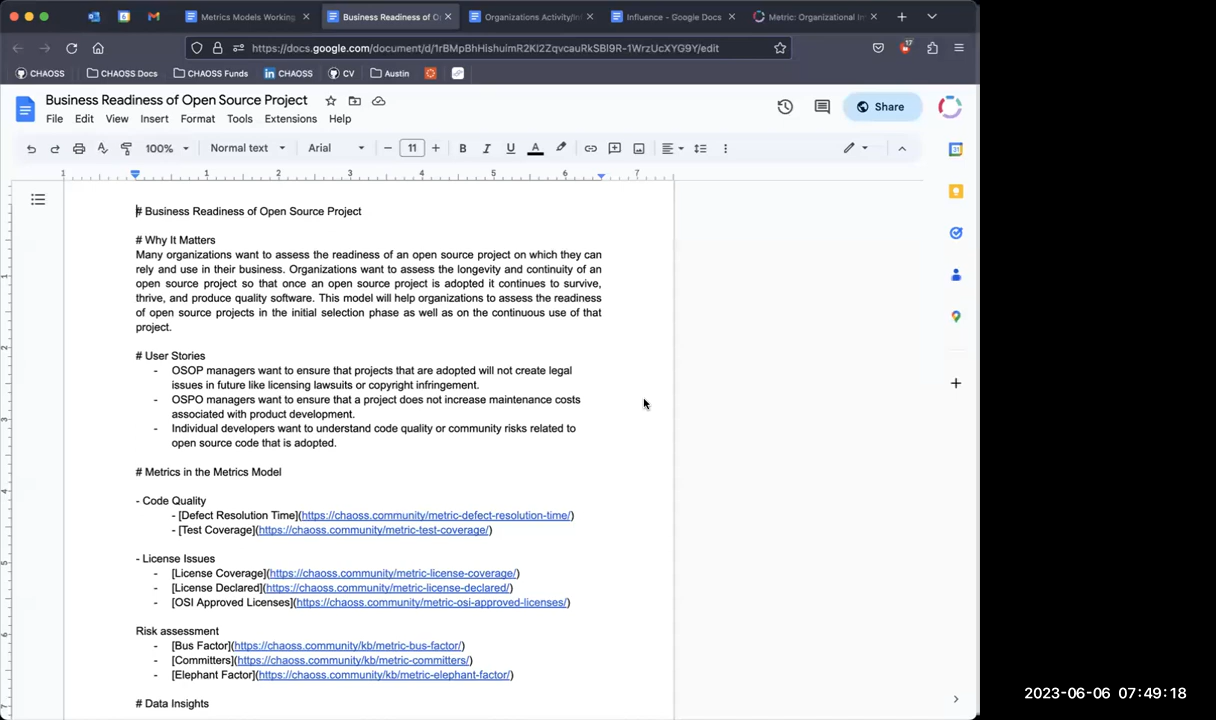 Metrics Models Working
Business Readiness of O
Organizations Activity/In
Influence - Google Docs
Metric: Organizational In
https://docs.google.com/document/d/1rBMpBhHishuimR2Kl2ZqvcauRkSBl9R-1WrzUcXYG9Y/edit
17
CHAOSS
CHAOSS Docs
CHAOSS Funds
CHAOSS
CV
Austin
Business Readiness of Open Source Project
File Edit View Insert Format Tools Extensions Help
Share
100% Normal text Arial 11
1 1 2 3 4 5 6 7
# Business Readiness of Open Source Project
# Why It Matters
Many organizations want to assess the readiness of an open source project on which they can
rely and use in their business. Organizations want to assess the longevity and continuity of an
open source project so that once an open source project is adopted it continues to survive,
thrive, and produce quality software. This model will help organizations to assess the readiness
of open source projects in the initial selection phase as well as on the continuous use of that
project.
# User Stories
- OSOP managers want to ensure that projects that are adopted will not create legal
issues in future like licensing lawsuits or copyright infringement.
- OSPO managers want to ensure that a project does not increase maintenance costs
associated with product development.
- Individual developers want to understand code quality or community risks related to
open source code that is adopted.
# Metrics in the Metrics Model
- Code Quality
- [Defect Resolution Time](https://chaoss.community/metric-defect-resolution-time/)
- [Test Coverage](https://chaoss.community/metric-test-coverage/)
- License Issues
- [License Coverage](https://chaoss.community/metric-license-coverage/)
- [License Declared](https://chaoss.community/metric-license-declared/)
- [OSI Approved Licenses](https://chaoss.community/metric-osi-approved-licenses/)
Risk assessment
- [Bus Factor](https://chaoss.community/kb/metric-bus-factor/)
- [Committers](https://chaoss.community/kb/metric-committers/)
- [Elephant Factor](https://chaoss.community/kb/metric-elephant-factor/)
# Data Insights
2023-06-06 07:49:18